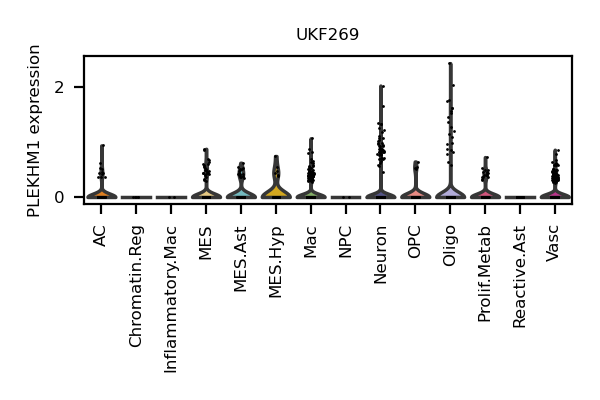 UKF269
PLEKHM1 expression
2
0
AC
Chromatin.Reg
Inflammatory.Mac
MES
MES.Ast
MES.Hyp
Mac
NPC
Neuron
OPC
Oligo
Prolif.Metab
Reactive.Ast
Vasc